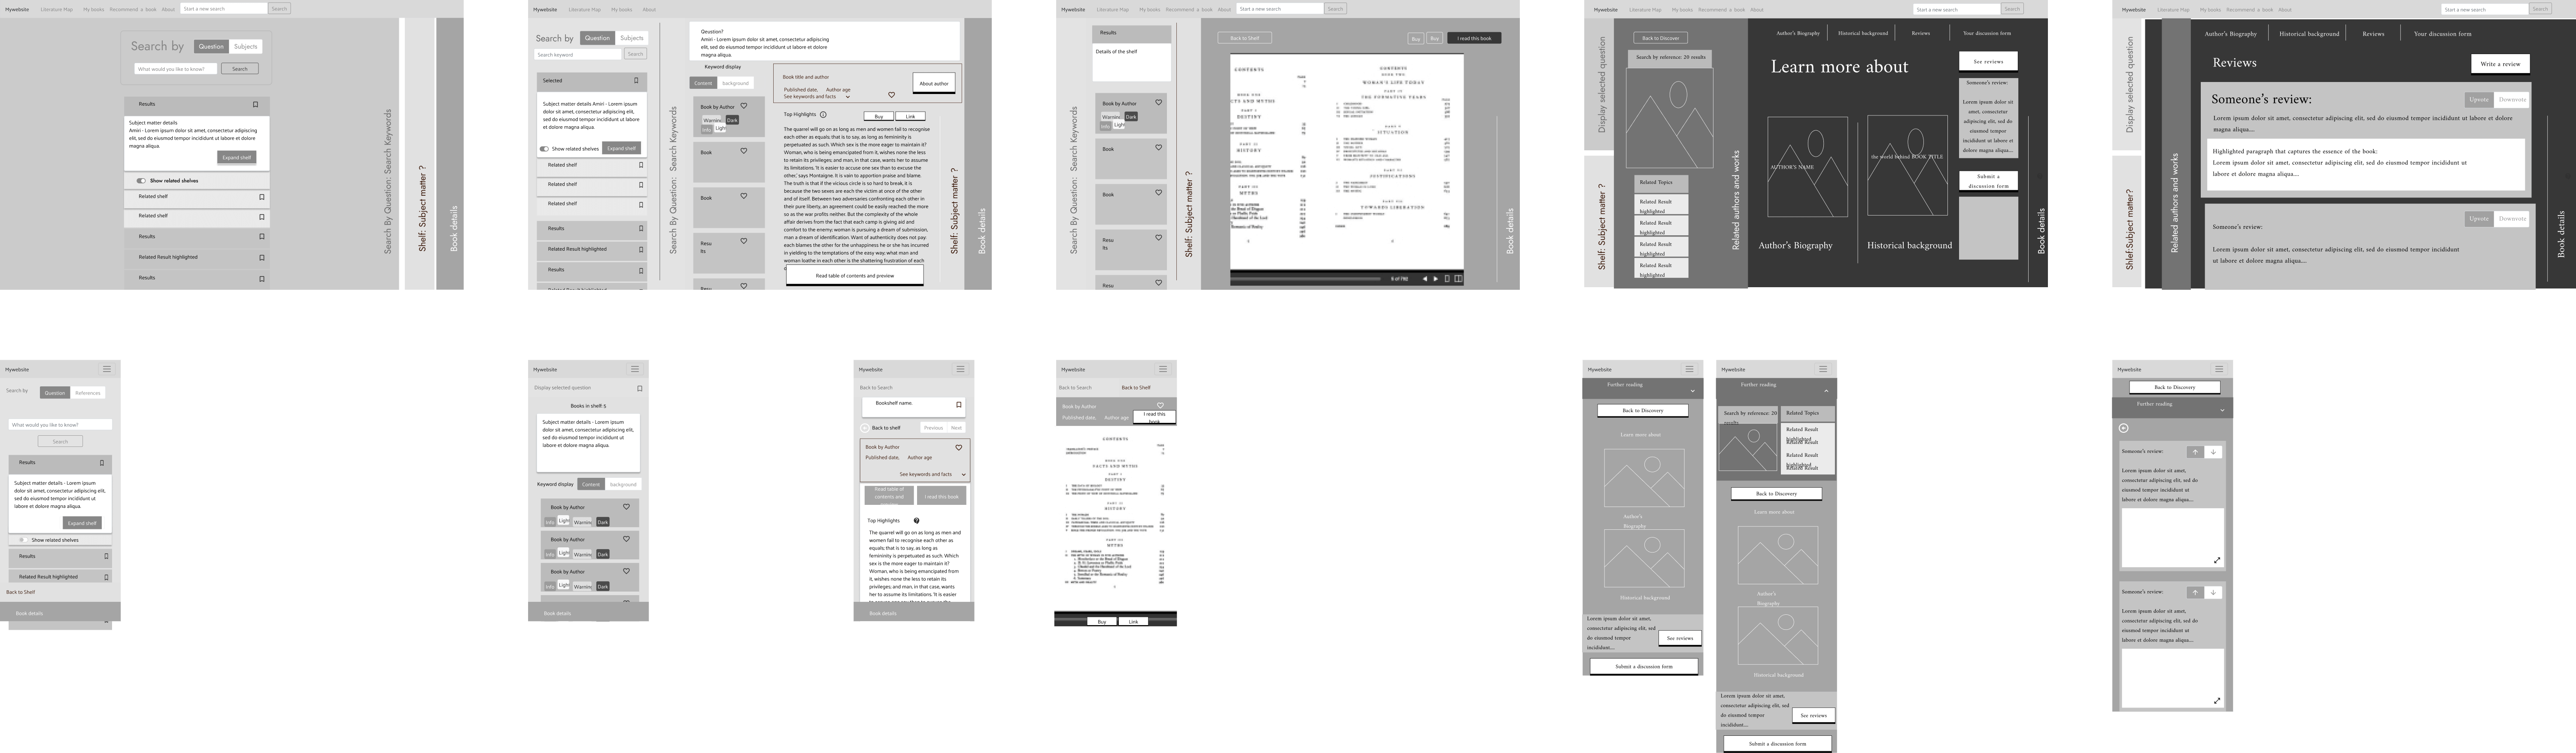 Mywebsite Literature Map My books Recommend a book About Start a new search Search
Search by Question Subjects
What would you like to know? Search
Results
Subject matter details
Amiri - Lorem ipsum dolor sit amet, consectetur adipiscing
elit, sed do eiusmod tempor incididunt ut labore et dolore
magna aliqua.
Expand shelf
Show related shelves
Related shelf
Related shelf
Results
Related Result highlighted
Results
Search By Question: Search Keywords
Shelf: Subject matter ?
Book details
Mywebsite Literature Map My books About
Search by Question Subjects
Search keyword Search
Selected
Subject matter details Amiri - Lorem ipsum
dolor sit amet, consectetur adipiscing elit,
sed do eiusmod tempor incididunt ut labore
et dolore magna aliqua.
Show related shelves Expand shelf
Related shelf
Related shelf
Related shelf
Results
Related Result highlighted
Results
Related Result highlighted
Search By Question: Search Keywords
Qeustion?
Amiri - Lorem ipsum dolor sit amet, consectetur adipiscing
elit, sed do eiusmod tempor incididunt ut labore et dolore
magna aliqua.
Keyword display
Content background
Book by Author
Warnin Dark
Info Light
Book
Book
Resu
lts
Resu
Book title and author
Published date, Author age
See keywords and facts
About author
Top Highlights Buy Link
The quarrel will go on as long as men and women fail to recognise
each other as equals; that is to say, as long as femininity is
perpetuated as such. Which sex is the more eager to maintain it?
Woman, who is being emancipated from it, wishes none the less
to retain its privileges; and man, in that case, wants her to assume
its limitations. 'It is easier to accuse one sex than to excuse the
other,' says Montaigne. It is vain to apportion praise and blame.
The truth is that if the vicious circle is so hard to break, it is
because the two sexes are each the victim at once of the other
and of itself. Between two adversaries confronting each other in
their pure liberty, an agreement could be easily reached: the more
so as the war profits neither. But the complexity of the whole
affair derives from the fact that each camp is giving aid and
comfort to the enemy; woman is pursuing a dream of submission,
man a dream of identification. Want of authenticity does not pay:
each blames the other for the unhappiness he or she has incurred
in yielding to the temptations of the easy way; what man and
woman loathe in each other is the shattering frustration of each
Read table of contents and preview
Shelf: Subject matter ?
Book details
Mywebsite Literature Map My books Recommend a book About Start a new search Search
Search By Question: Search Keywords
Results
Details of the shelf
Book by Author
Warnin Dark
Info Light
Book
Book
Resu
lts
Resu
Shelf: Subject matter ?
Back to Shelf Buy Buy I read this book
CONTENTS
CTS AND MYTHS
PART I
DESTINY
PART II
HISTORY
PART III
MYTHS
CONTENTS
BOOK TWO
WOMAN'S LIFE TODAY
PART IV
THE FORMATIVE YEARS
PART V
SITUATION
PART VI
JUSTIFICATIONS
PART VII
TOWARDS LIBERATION
Book details
Mywebsite Literature Map My books Recommend a book About Start a new search Search
Display selected question
Shelf: Subject matter ?
Back to Discover
Search by reference: 20 results
Related Topics
Related Result
highlighted
Related Result
highlighted
Related Result
highlighted
Related Result
highlighted
Related authors and works
Author's Biography Historical background Reviews Your discussion form
Learn more about
AUTHOR'S NAME
the world behind BOOK TITLE
Author's Biography
Historical background
See reviews
Someone's review:
Lorem ipsum dolor sit
amet, consectetur
adipiscing elit, sed do
eiusmod tempor
incididunt ut labore et
dolore magna aliqua...
Submit a
discussion form
Book details
Mywebsite Literature Map My books Recommend a book About Start a new search Search
Display selected question
Shlef:Subject matter?
Related authors and works
Author's Biography Historical background Reviews Your discussion form
Reviews Write a review
Someone's review: Upvote Downvote
Lorem ipsum dolor sit amet, consectetur adipiscing elit, sed do eiusmod tempor incididunt ut labore et dolore
magna aliqua...
Highlighted paragraph that captures the essence of the book:
Lorem ipsum dolor sit amet, consectetur adipiscing elit, sed do eiusmod tempor incididunt ut
labore et dolore magna aliqua...
Upvote Downvote
Someone's review:
Lorem ipsum dolor sit amet, consectetur adipiscing elit, sed do eiusmod tempor incididunt
ut labore et dolore magna aliqua...
Book details
Mywebsite
Search by Question References
What would you like to know?
Search
Results
Subject matter details - Lorem ipsum
dolor sit amet, consectetur adipiscing elit,
sed do eiusmod tempor incididunt ut
labore et dolore magna aliqua.
Expand shelf
Show related shelves
Results
Related Result highlighted
Back to Shelf
Book details
Mywebsite
Display selected question
Books in shelf: 5
Subject matter details - Lorem ipsum
dolor sit amet, consectetur adipiscing elit,
sed do eiusmod tempor incididunt ut
labore et dolore magna aliqua.
Keyword display Content background
Book by Author
Info Light Warnin Dark
Book by Author
Info Light Warnin Dark
Book by Author
Info Light Warnin Dark
Book details
Mywebsite
Back to Search
Bookshelf name:
Back to shelf Previous Next
Book by Author
Published date, Author age
See keywords and facts
Read table of
contents and
I read this book
Top Highlights
The quarrel will go on as long as men and
women fail to recognise each other as
equals; that is to say, as long as
femininity is perpetuated as such. Which
sex is the more eager to maintain it?
Woman, who is being emancipated from
it, wishes none the less to retain its
privileges; and man, in that case, wants
her to assume its limitations. 'It is easier
Book details
Mywebsite
Back to Search Back to Shelf
Book by Author
Published date, Author age I read this
book
CONTENTS
BOOK ONE
FACTS AND MYTHS
PART I
DESTINY
PART II
HISTORY
PART III
MYTHS
Buy Link
Mywebsite
Further reading
Back to Discovery
Learn more about
Author's
Biography
Historical background
Lorem ipsum dolor sit amet,
consectetur adipiscing elit, sed
do eiusmod tempor
incididunt...
See reviews
Submit a discussion form
Mywebsite
Further reading
Search by reference: 20
results
Related Topics
Related Result
highlighted
Related Result
Related Result
highlighted
Related Result
Back to Discovery
Learn more about
Author's
Biography
Historical background
Lorem ipsum dolor sit amet,
consectetur adipiscing elit, sed
do eiusmod tempor
incididunt...
See reviews
Submit a discussion form
Mywebsite
Back to Discovery
Further reading
Someone's review:
Lorem ipsum dolor sit amet,
consectetur adipiscing elit, sed do
eiusmod tempor incididunt ut
labore et dolore magna aliqua...
Someone's review:
Lorem ipsum dolor sit amet,
consectetur adipiscing elit, sed do
eiusmod tempor incididunt ut
labore et dolore magna aliqua...